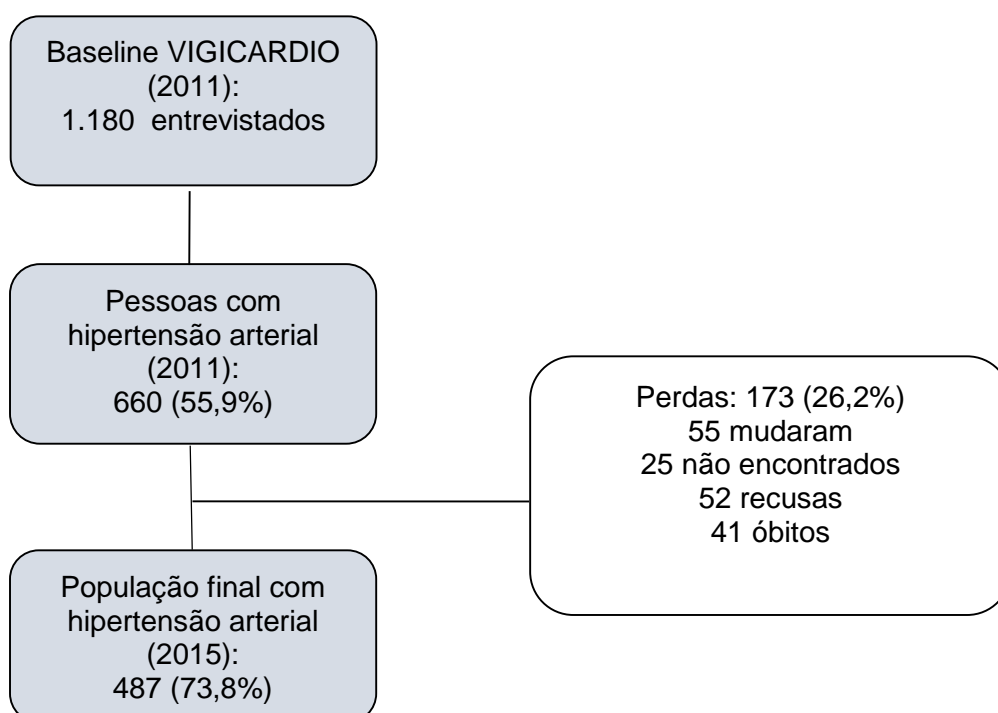 Baseline VIGICARDIO
(2011):
1.180 entrevistados
Pessoas com
hipertensão arterial
(2011):
660 (55,9%)
Perdas: 173 (26,2%)
55 mudaram
25 não encontrados
52 recusas
41 óbitos
População final com
hipertensão arterial
(2015):
487 (73,8%)